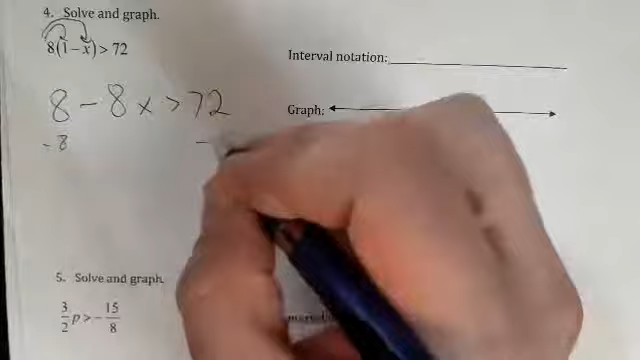 4. Solve and graph.
8(1 − x) > 72
Interval notation:
8 − 8x > 72
Graph:
- 8 -
5. Solve and graph.
3/2 p > − 15/8